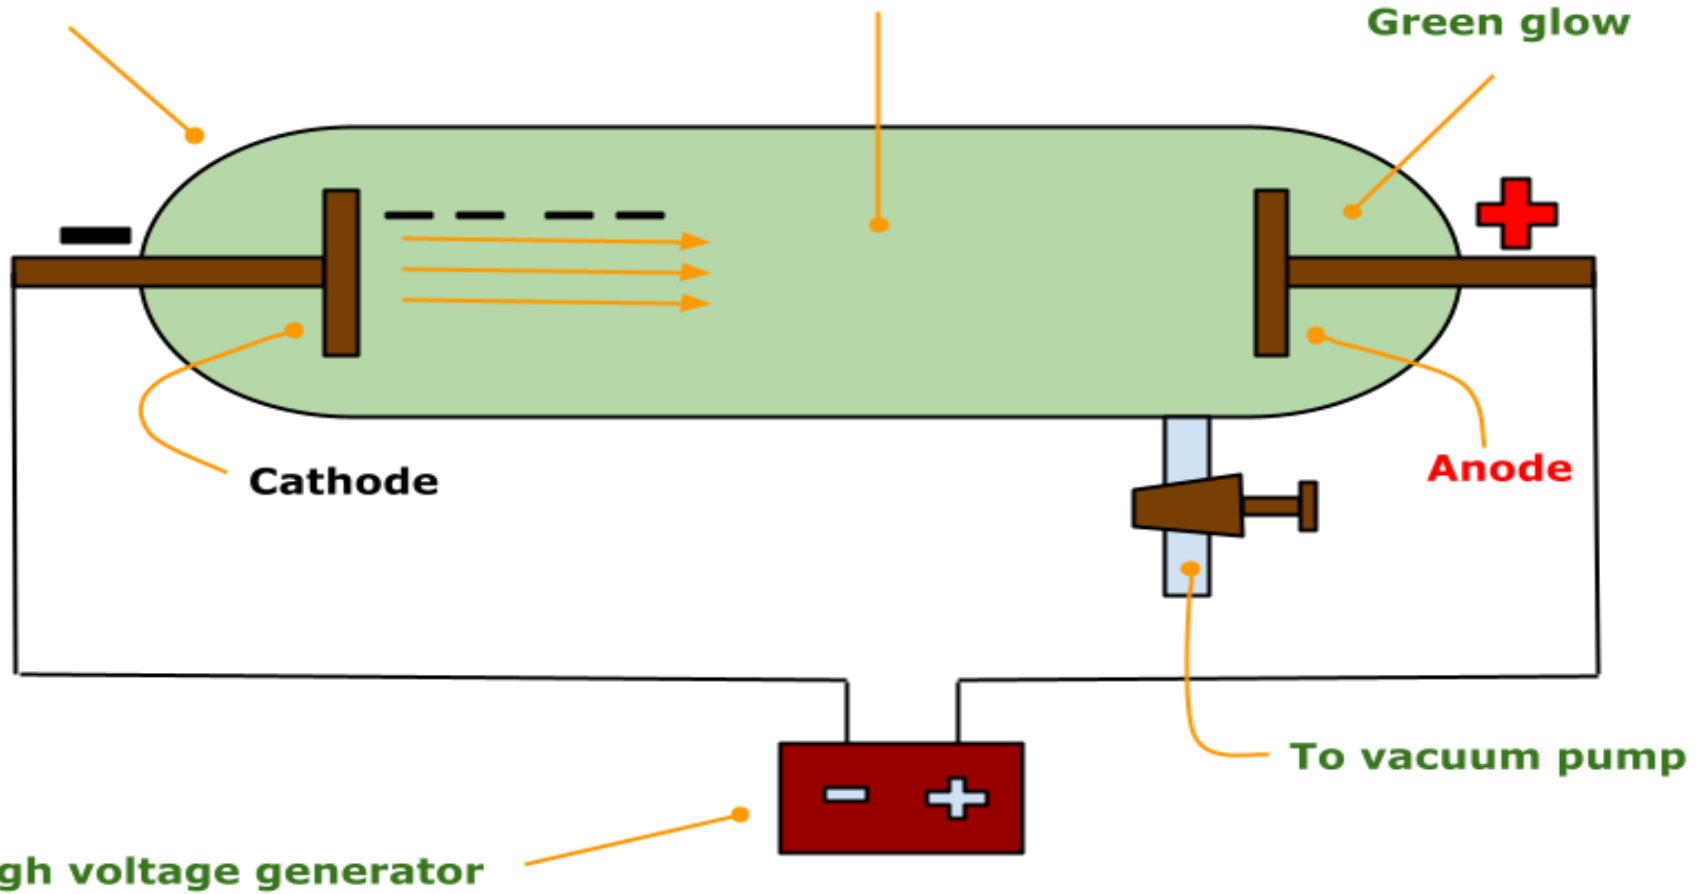 Green glow
Cathode
Anode
To vacuum pump
gh voltage generator